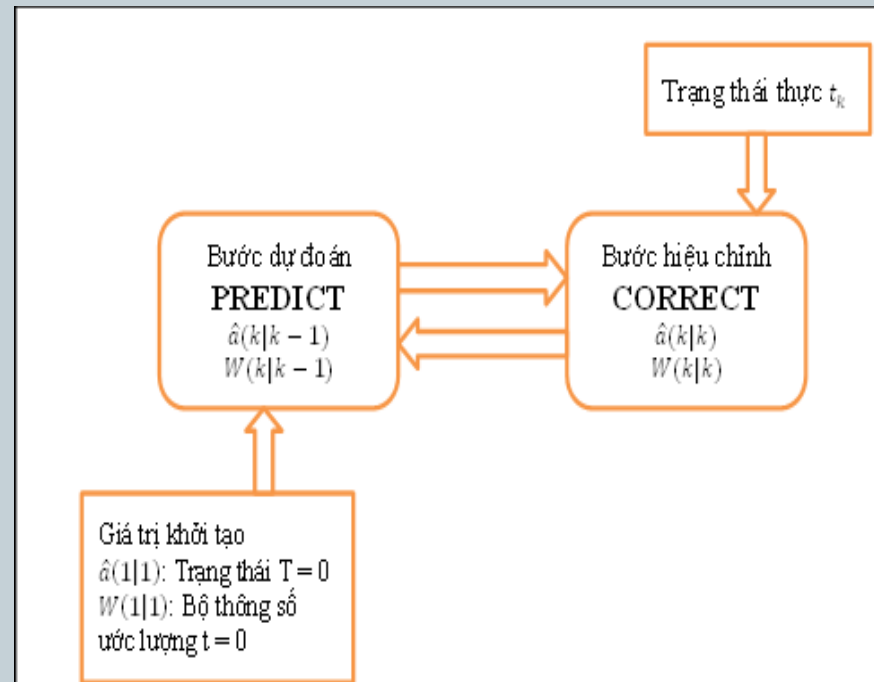 Trạng thái thực t_k
Bước dự đoán
PREDICT
â(k|k − 1)
W(k|k − 1)
Bước hiệu chỉnh
CORRECT
â(k|k)
W(k|k)
Giá trị khởi tạo
â(1|1): Trạng thái T = 0
W(1|1): Bộ thông số
ước lượng t = 0